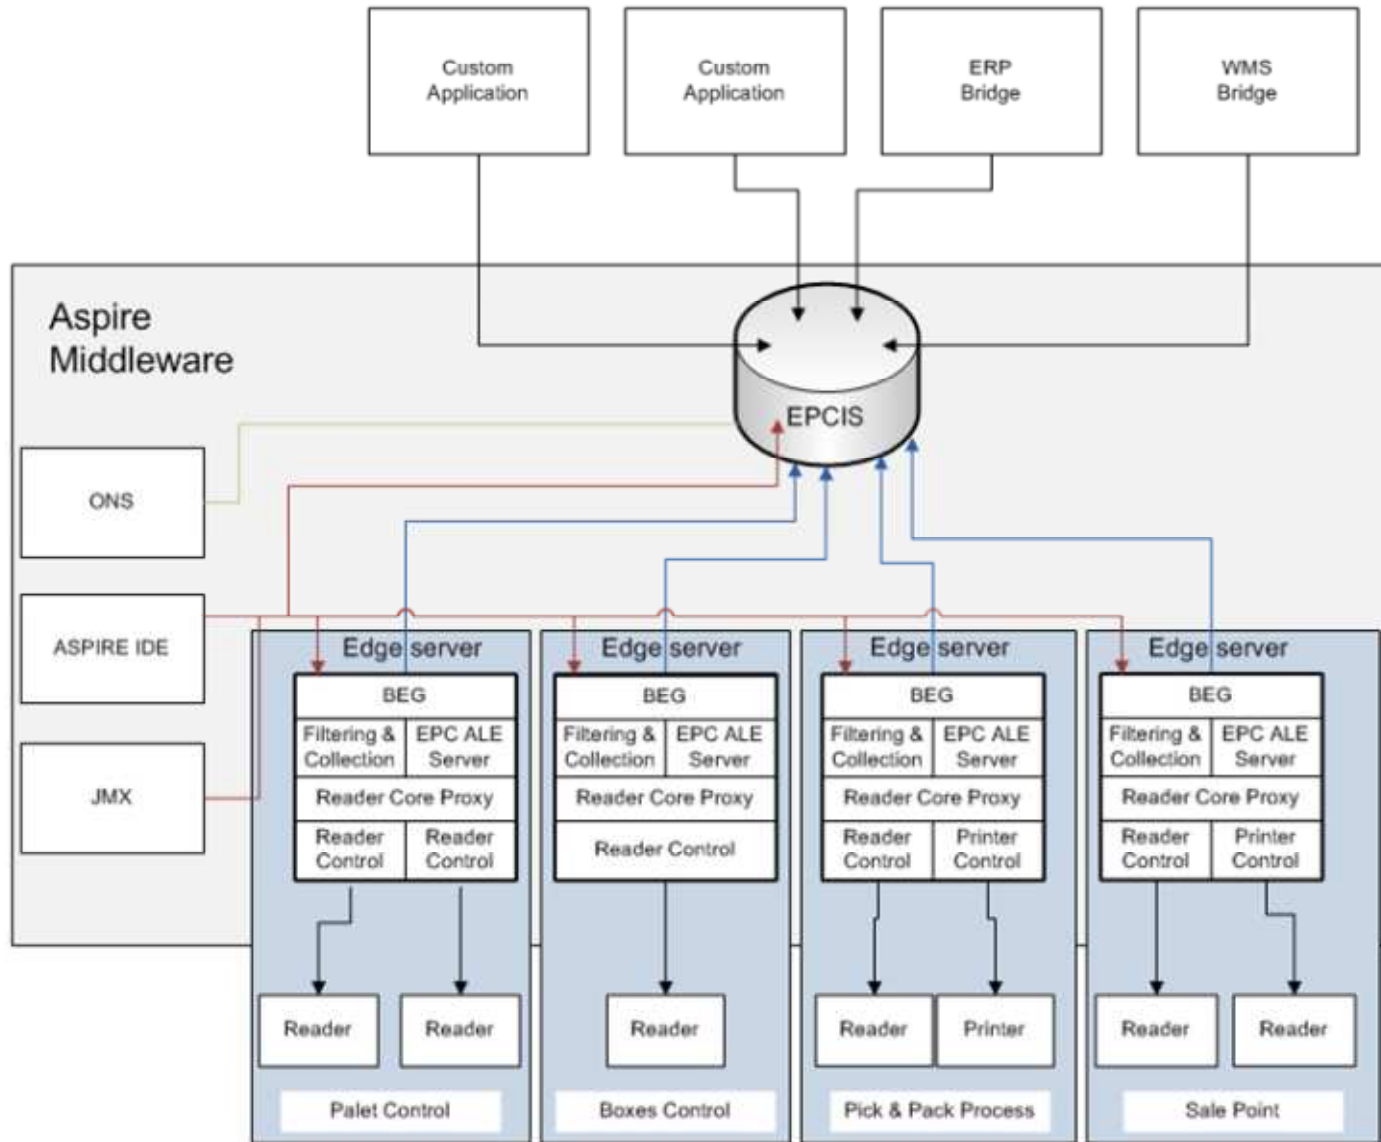 Custom
Application
Custom
Application
ERP
Bridge
WMS
Bridge
Aspire
Middleware
EPCIS
ONS
ASPIRE IDE
JMX
Edge server
BEG
Filtering &
Collection
EPC ALE
Server
Reader Core Proxy
Reader
Control
Reader
Control
Reader
Reader
Palet Control
Edge server
BEG
Filtering &
Collection
EPC ALE
Server
Reader Core Proxy
Reader Control
Reader
Boxes Control
Edge server
BEG
Filtering &
Collection
EPC ALE
Server
Reader Core Proxy
Reader
Control
Printer
Control
Reader
Printer
Pick & Pack Process
Edge server
BEG
Filtering &
Collection
EPC ALE
Server
Reader Core Proxy
Reader
Control
Printer
Control
Reader
Reader
Sale Point